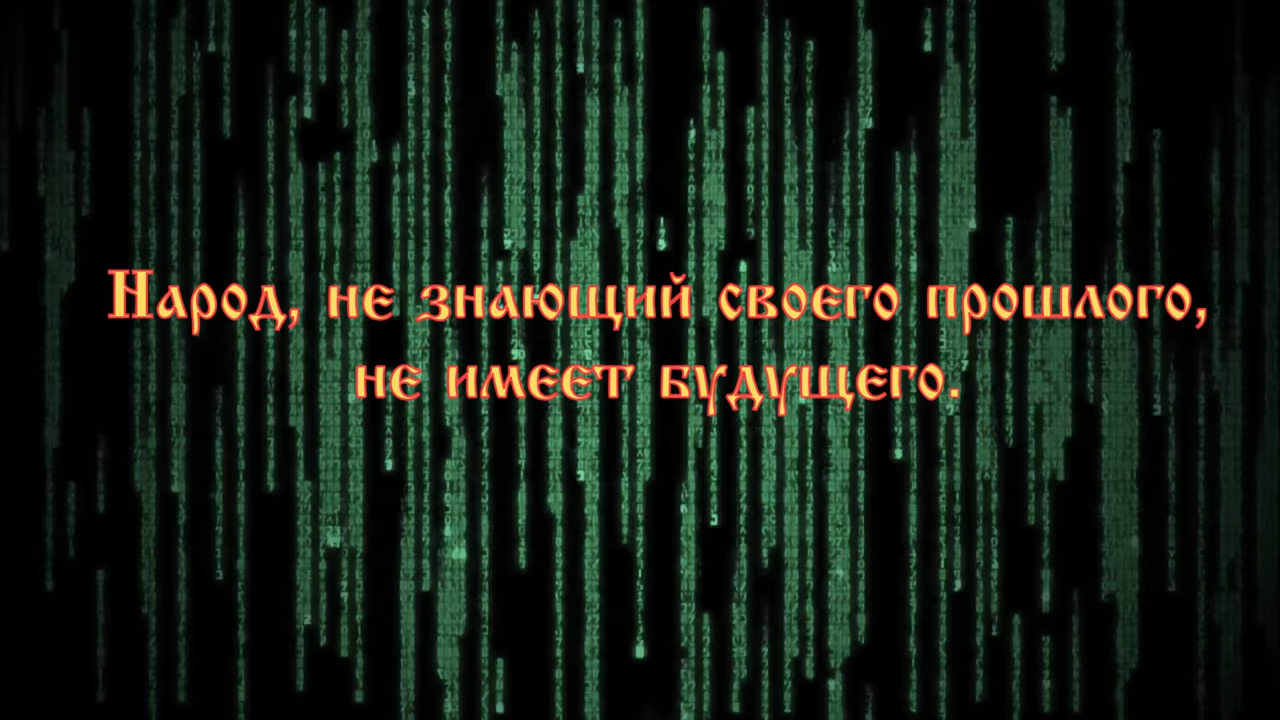 Народ, не знающий своего прошлого,
не имеет будущего.